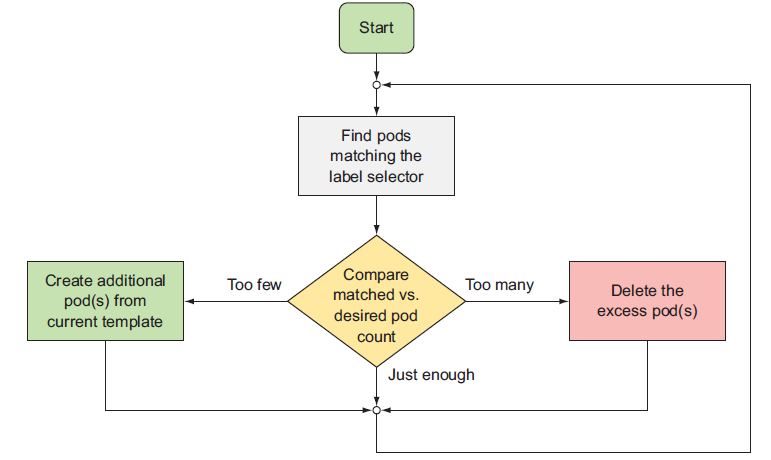 Start
Find pods
matching the
label selector
Compare
matched vs.
desired pod
count
Too few
Too many
Create additional
pod(s) from
current template
Delete the
excess pod(s)
Just enough